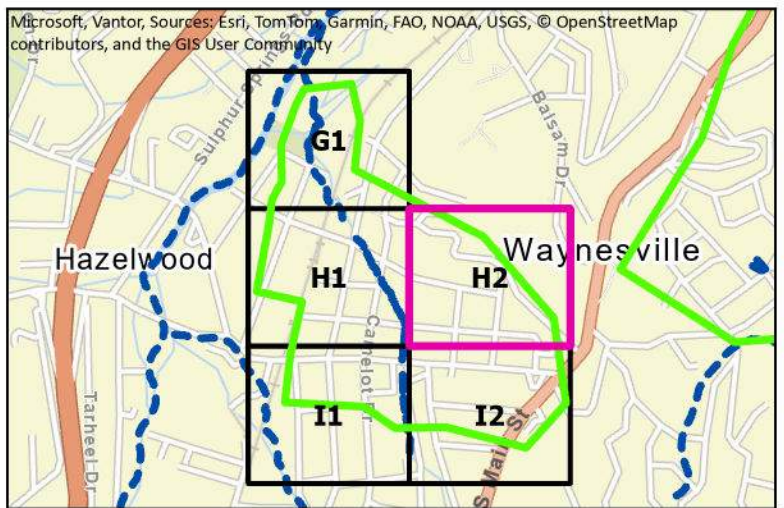 Microsoft, Vantor, Sources: Esri, TomTom, Garmin, FAO, NOAA, USGS, © OpenStreetMap
contributors, and the GIS User Community
Sulphur Springs
Balsam Dr
G1
Hazelwood
H1
H2
Waynesville
Camelot Dr
Tarheel Dr
I1
I2
S Main St